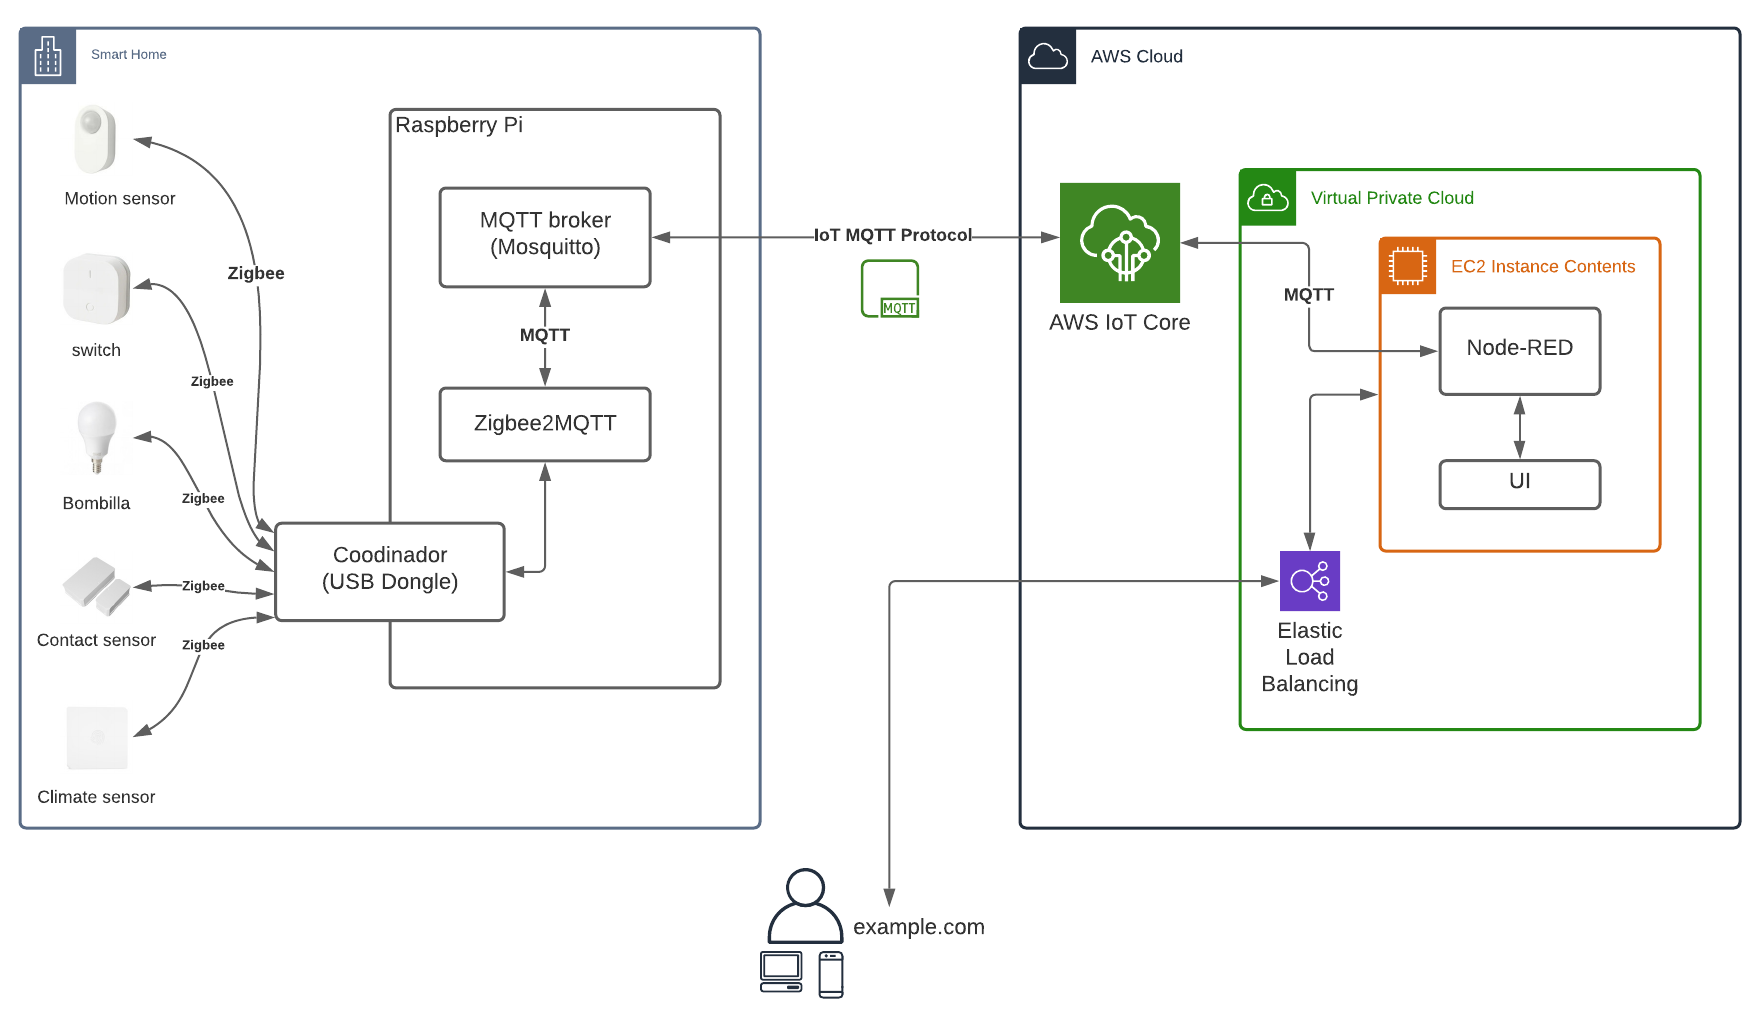 Smart Home
Motion sensor
switch
Bombilla
Contact sensor
Climate sensor
Zigbee
Zigbee
Zigbee
Zigbee
Zigbee
Raspberry Pi
MQTT broker
(Mosquitto)
MQTT
Zigbee2MQTT
Coodinador
(USB Dongle)
IoT MQTT Protocol
MQTT
AWS Cloud
AWS IoT Core
Virtual Private Cloud
MQTT
EC2 Instance Contents
Node-RED
UI
Elastic
Load
Balancing
example.com